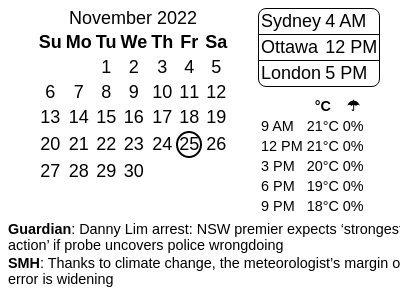 November 2022
Su Mo Tu We Th Fr Sa
1 2 3 4 5
6 7 8 9 10 11 12
13 14 15 16 17 18 19
20 21 22 23 24 25 26
27 28 29 30
Sydney 4 AM
Ottawa 12 PM
London 5 PM
°C ☂
9 AM 21°C 0%
12 PM 21°C 0%
3 PM 20°C 0%
6 PM 19°C 0%
9 PM 18°C 0%
Guardian: Danny Lim arrest: NSW premier expects ‘strongest
action’ if probe uncovers police wrongdoing
SMH: Thanks to climate change, the meteorologist’s margin o
error is widening